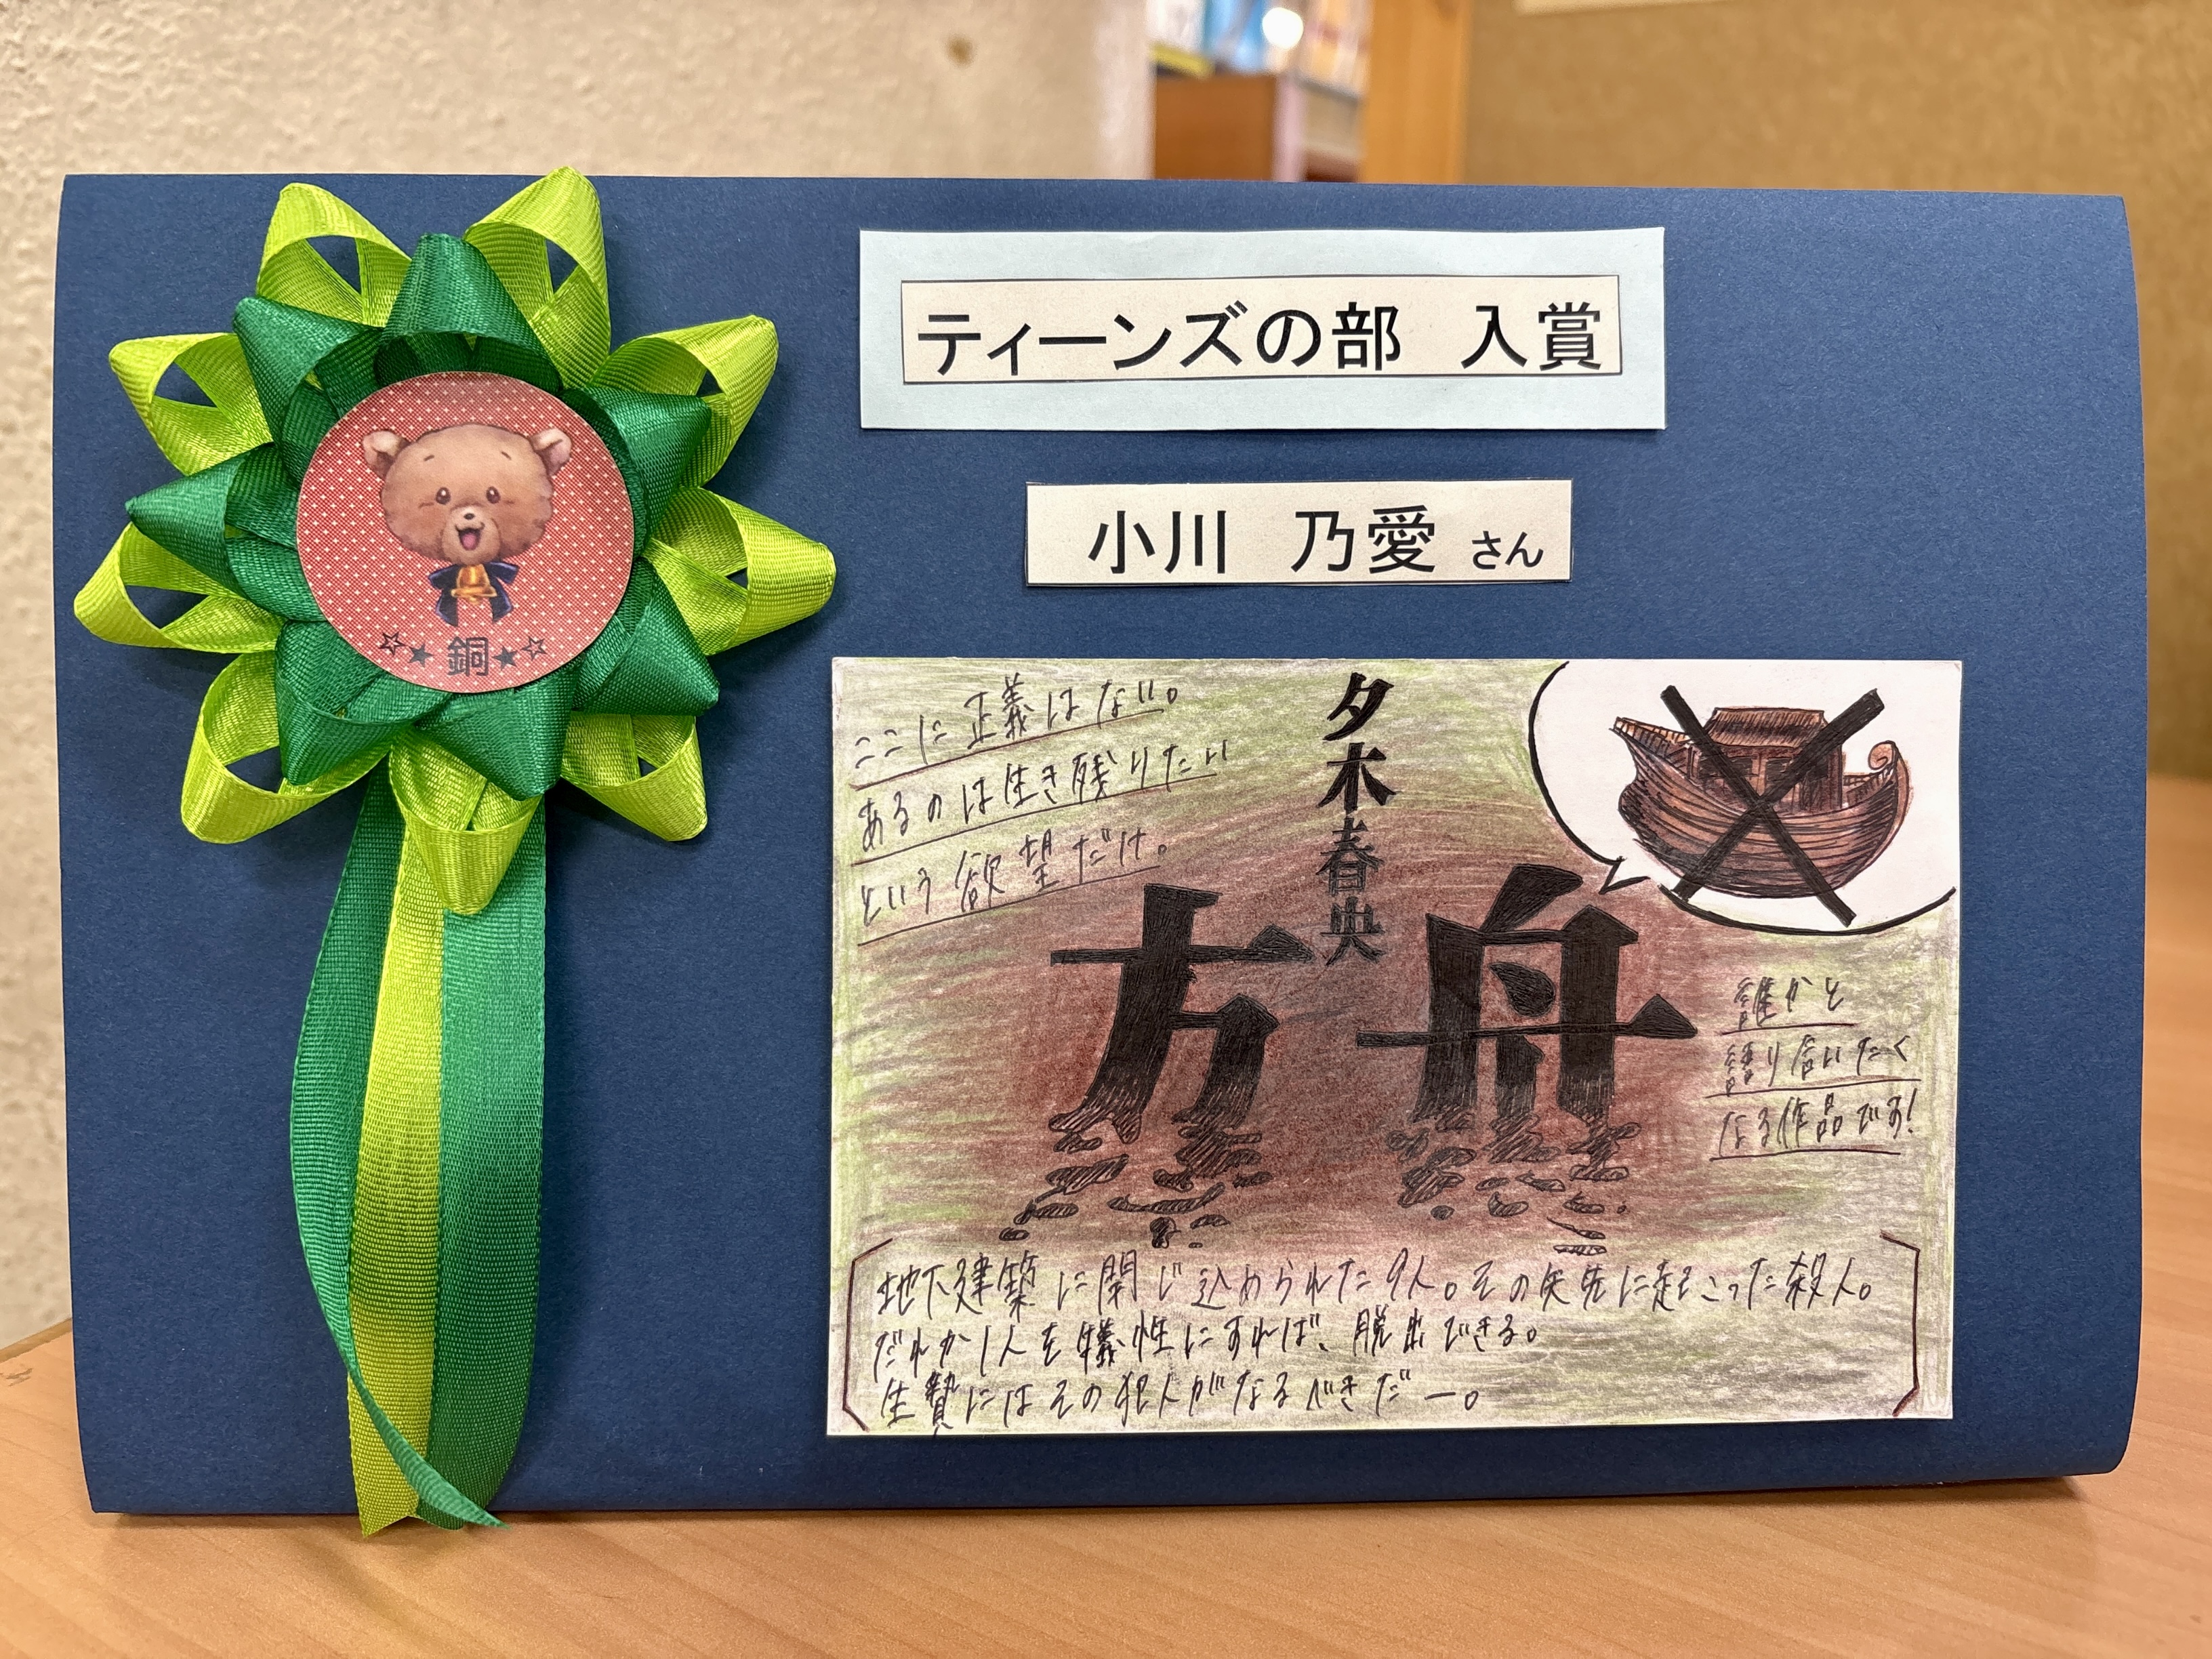 ティーンズの部 入賞
小川 乃愛 さん
☆★ 銅 ★☆
ここに正義はない。
あるのは生き残りたい
という欲望だけ。
夕木春央
方舟
誰かと
語り合いたく
なる作品です!
地下建築に閉じ込められた9人。その矢先に起こった殺人。
だれか1人を犠牲にすれば、脱出できる。
生贄にはその犯人がなるべきだー。